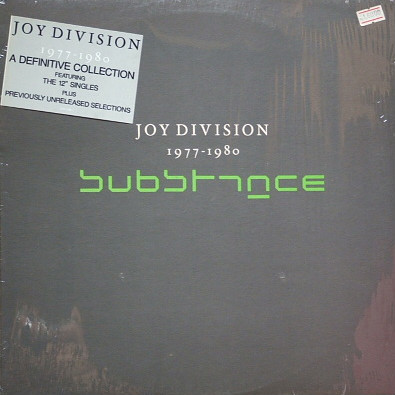 JOY DIVISION
1977-1980
A DEFINITIVE COLLECTION
FEATURING
THE 12" SINGLES
PLUS
PREVIOUSLY UNRELEASED SELECTIONS
JOY DIVISION
1977-1980
Substance